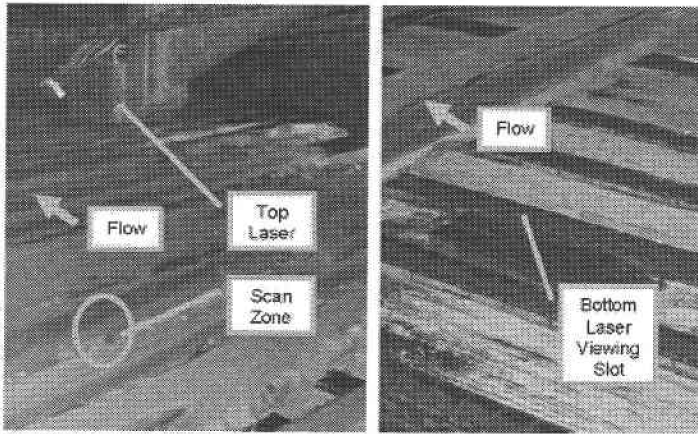 Flow
Top
Laser
Scan
Zone
Flow
Bottom
Laser
Viewing
Slot